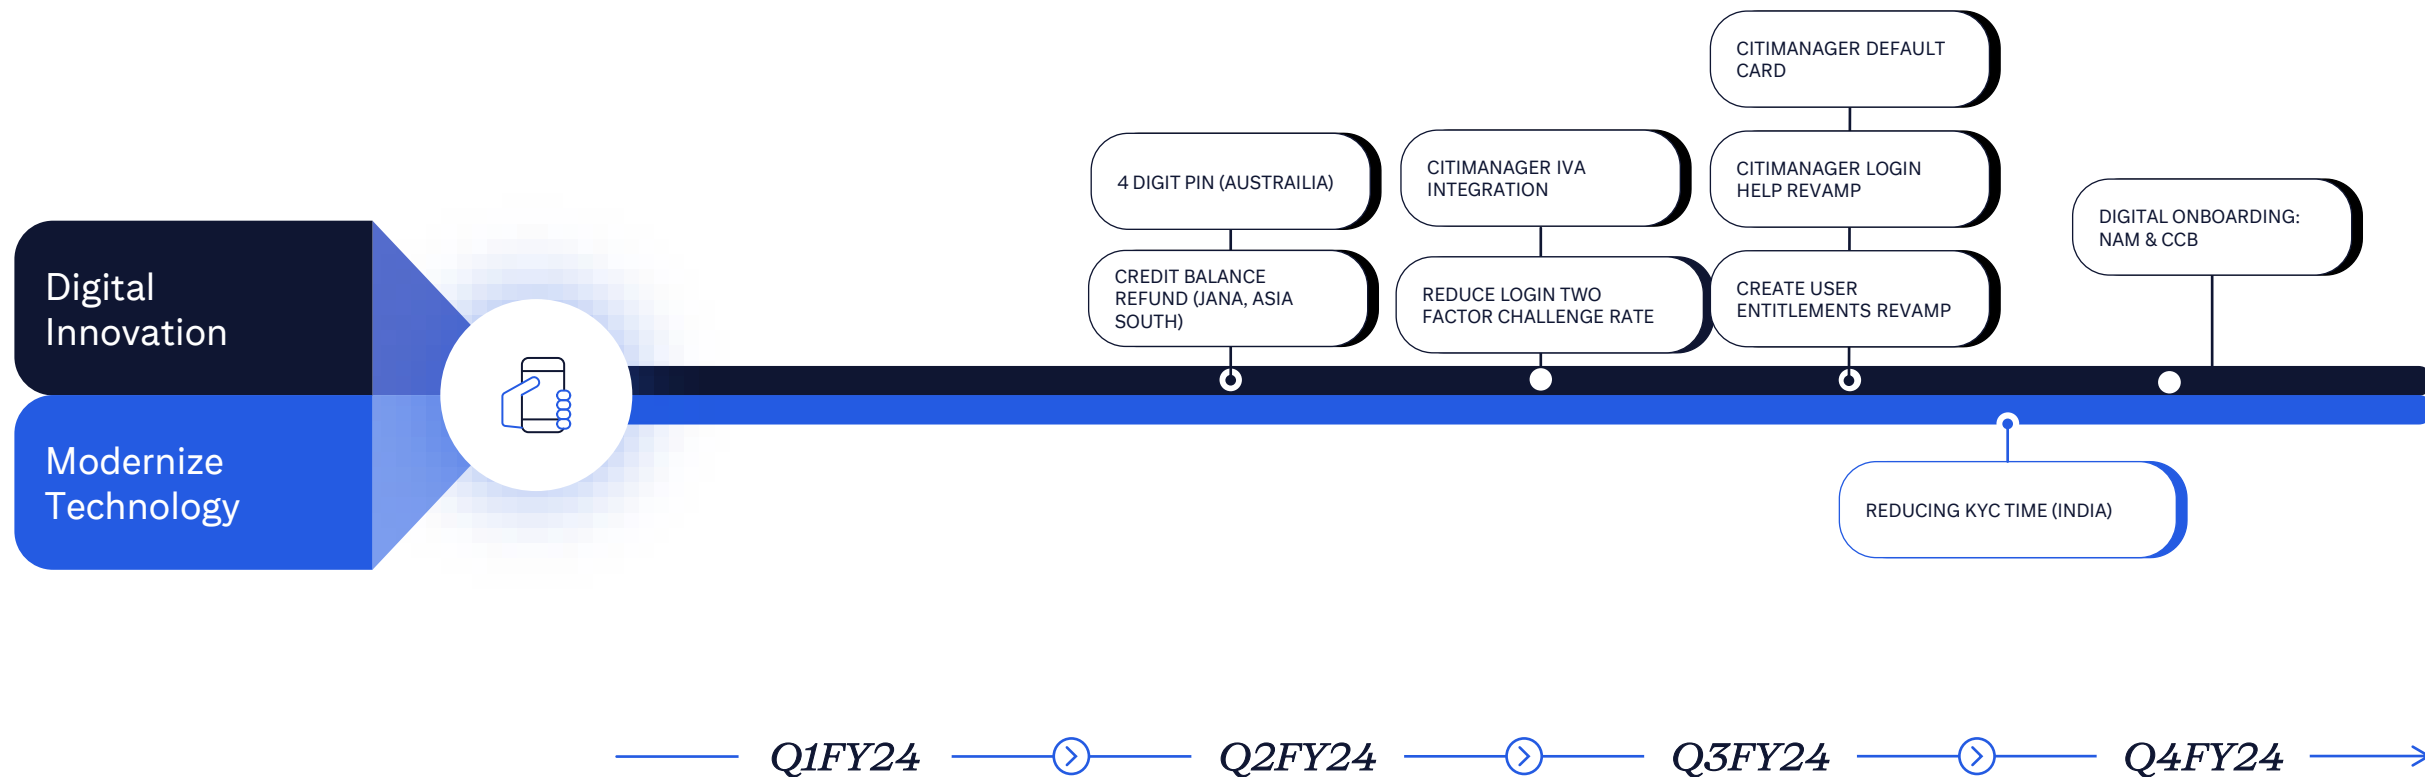 CITIMANAGER DEFAULT
CARD
4 DIGIT PIN (AUSTRAILIA)
CITIMANAGER IVA
INTEGRATION
CITIMANAGER LOGIN
HELP REVAMP
DIGITAL ONBOARDING:
NAM & CCB
CREDIT BALANCE
REFUND (JANA, ASIA
SOUTH)
REDUCE LOGIN TWO
FACTOR CHALLENGE RATE
CREATE USER
ENTITLEMENTS REVAMP
Digital
Innovation
Modernize
Technology
REDUCING KYC TIME (INDIA)
Q1FY24
Q2FY24
Q3FY24
Q4FY24